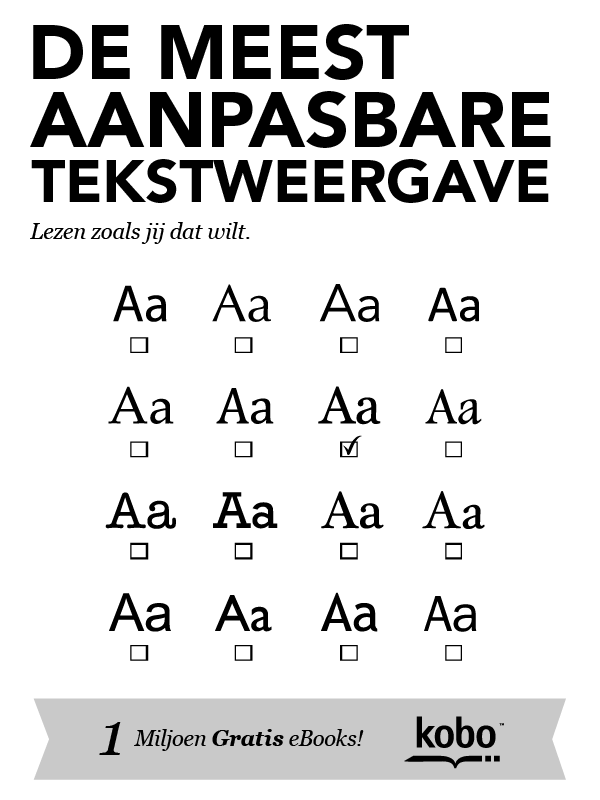 DE MEEST
AANPASBARE
TEKSTWEERGAVE
Lezen zoals jij dat wilt.
Aa Aa Aa Aa
Aa Aa Aa Aa
Aa Aa Aa Aa
Aa Aa Aa Aa
1 Miljoen Gratis eBooks!
kobo™